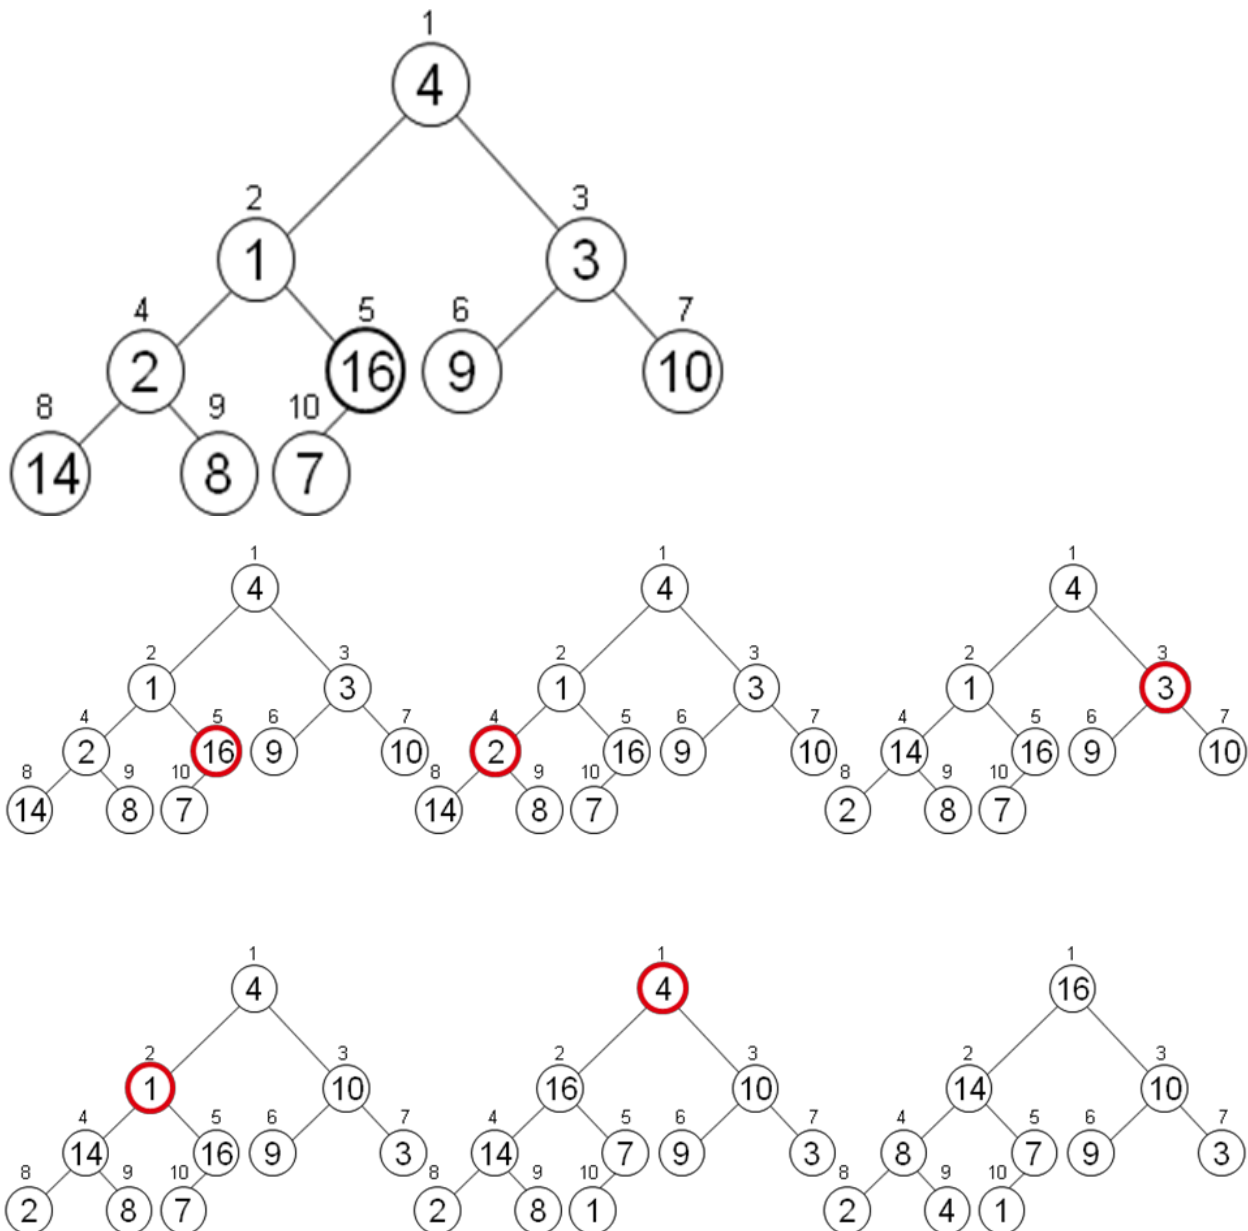 1
4
2 3
1 3
4 5 6 7
2 16 9 10
8 9 10
14 8 7
1 1 1
4 4 4
2 3 2 3 2 3
1 3 1 3 1 3
4 5 6 7 4 5 6 7 4 5 6 7
2 16 9 10 2 16 9 10 14 16 9 10
8 9 10 8 9 10 8 9 10
14 8 7 14 8 7 2 8 7
1 1 1
4 4 16
2 3 2 3 2 3
1 10 16 10 14 10
4 5 6 7 4 5 6 7 4 5 6 7
14 16 9 3 14 7 9 3 8 7 9 3
8 9 10 8 9 10 8 9 10
2 8 7 2 8 1 2 4 1